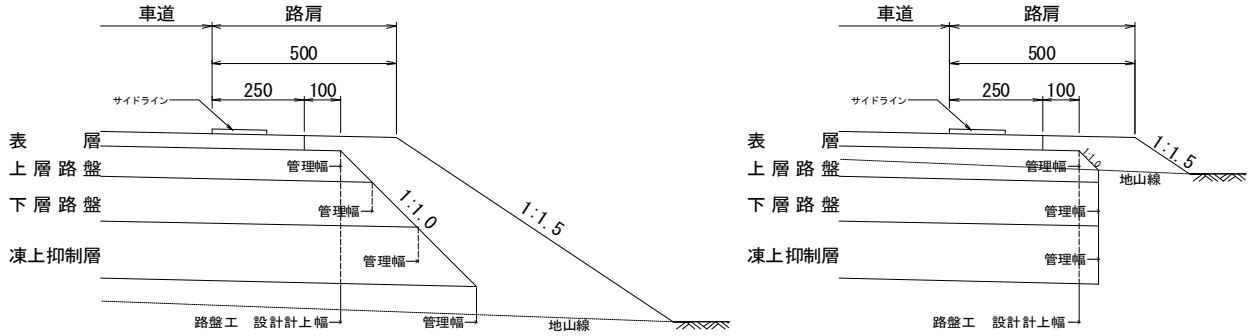 車道 路肩
500
250 100
サイドライン
表 層
上層路盤
下層路盤
凍上抑制層
管理幅
管理幅
管理幅
1:1.0
1:1.5
路盤工 設計計上幅
管理幅
地山線
車道 路肩
500
250 100
サイドライン
表 層
上層路盤
下層路盤
凍上抑制層
1:1.0
1:1.5
管理幅
地山線
管理幅
管理幅
路盤工 設計計上幅